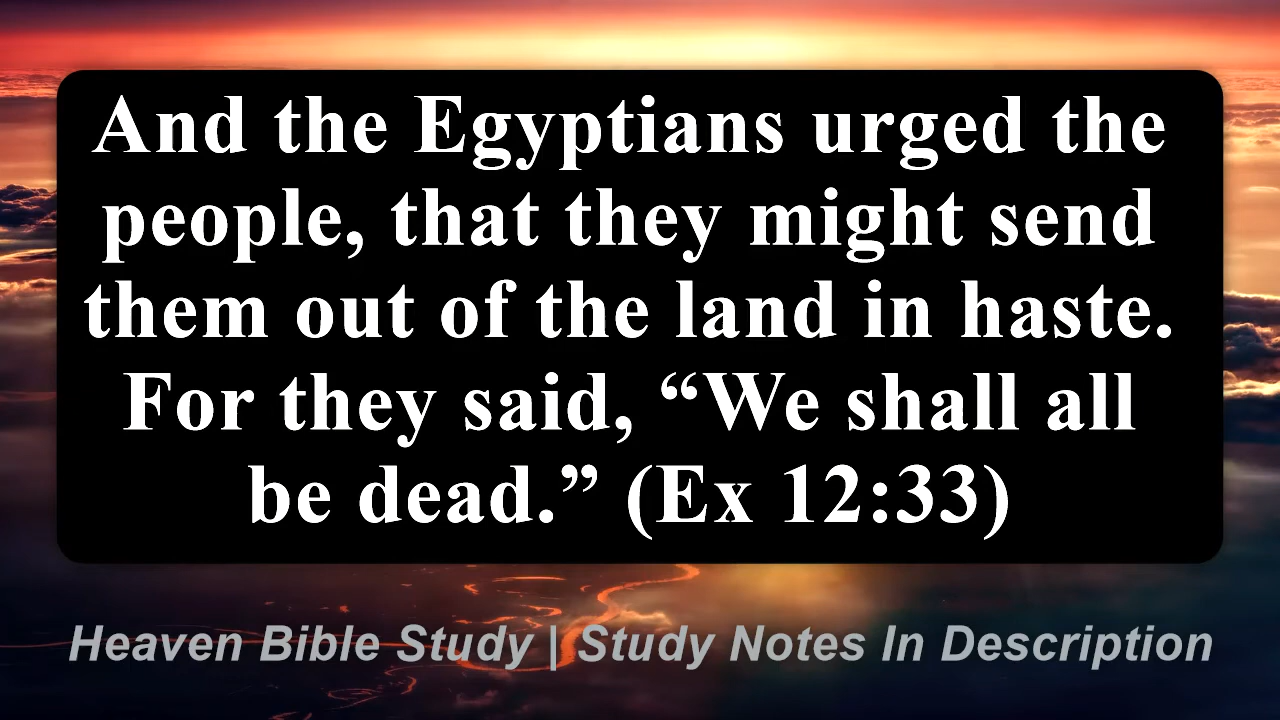 And the Egyptians urged the
people, that they might send
them out of the land in haste.
For they said, “We shall all
be dead.” (Ex 12:33)
Heaven Bible Study | Study Notes In Description